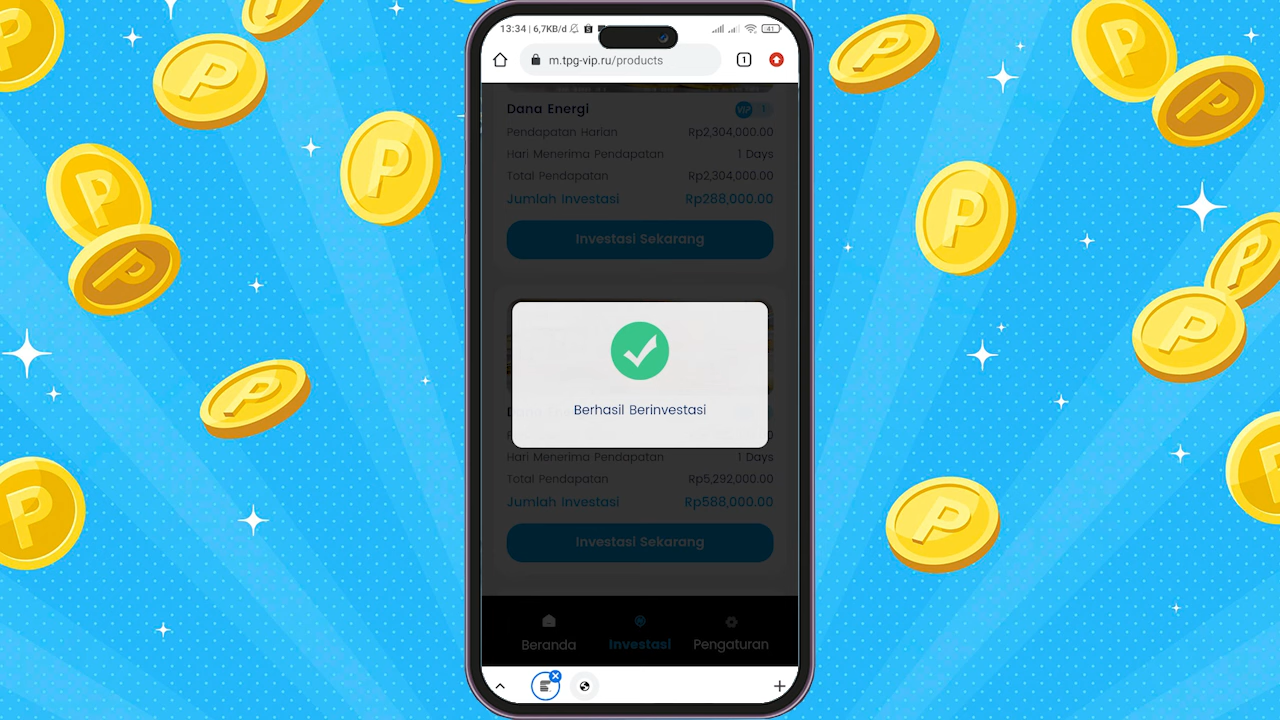 13:34 | 6,7KB/d
41
m.tpg-vip.ru/products
1
Dana Energi
VIP 1
Pendapatan Harian Rp2,304,000.00
Hari Menerima Pendapatan 1 Days
Total Pendapatan Rp2,304,000.00
Jumlah Investasi Rp288,000.00
Investasi Sekarang
Berhasil Berinvestasi
Hari Menerima Pendapatan 1 Days
Total Pendapatan Rp5,292,000.00
Jumlah Investasi Rp588,000.00
Investasi Sekarang
Beranda Investasi Pengaturan
P
P
P
P
P
P
P
P
P
P
P
P
P
P